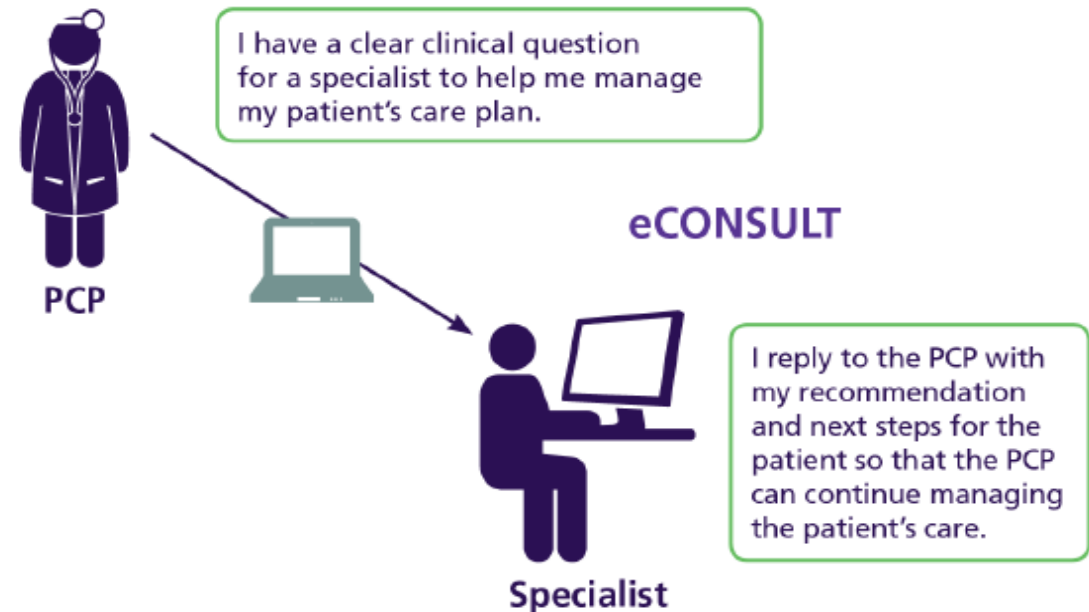 I have a clear clinical question
for a specialist to help me manage
my patient's care plan.
PCP
eCONSULT
I reply to the PCP with
my recommendation
and next steps for the
patient so that the PCP
can continue managing
the patient's care.
Specialist